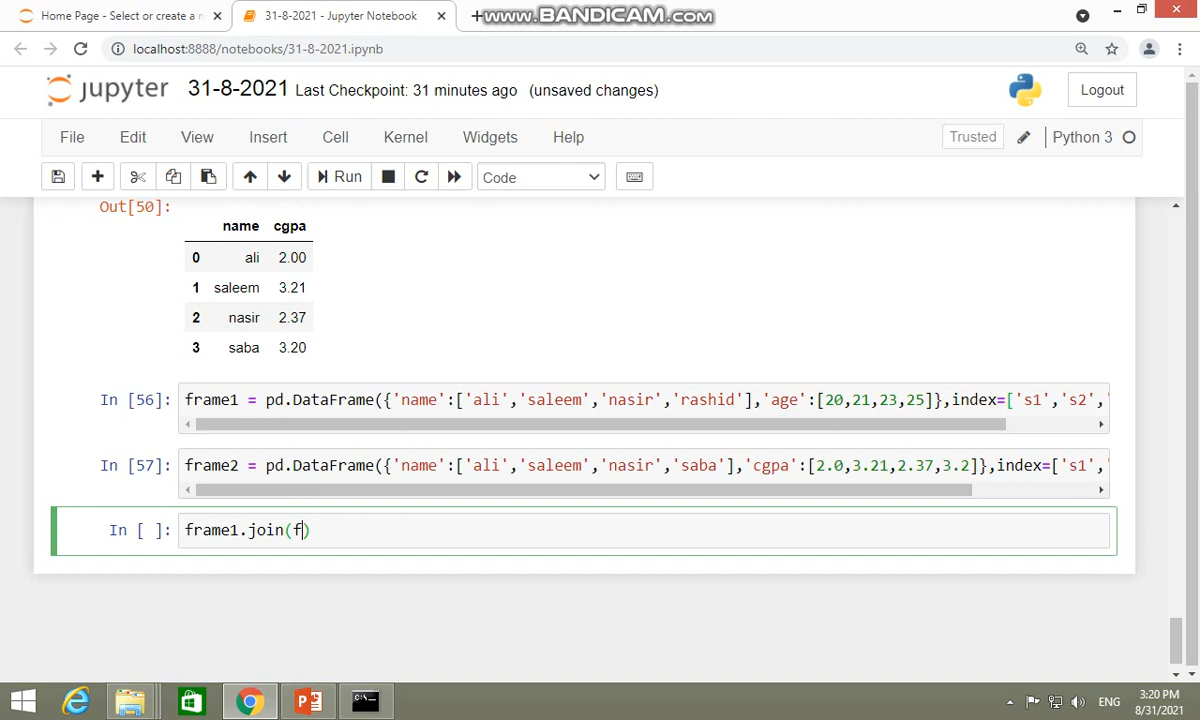 www.BANDICAM.com
Home Page - Select or create a n
31-8-2021 - Jupyter Notebook
localhost:8888/notebooks/31-8-2021.ipynb
jupyter 31-8-2021 Last Checkpoint: 31 minutes ago (unsaved changes)
Logout
File Edit View Insert Cell Kernel Widgets Help
Trusted
Python 3
Run
Code
Out[50]:
name cgpa
0 ali 2.00
1 saleem 3.21
2 nasir 2.37
3 saba 3.20
In [56]: frame1 = pd.DataFrame({'name':['ali','saleem','nasir','rashid'],'age':[20,21,23,25]},index=['s1','s2','
In [57]: frame2 = pd.DataFrame({'name':['ali','saleem','nasir','saba'],'cgpa':[2.0,3.21,2.37,3.2]},index=['s1','
In [ ]: frame1.join(f)
ENG
3:20 PM
8/31/2021